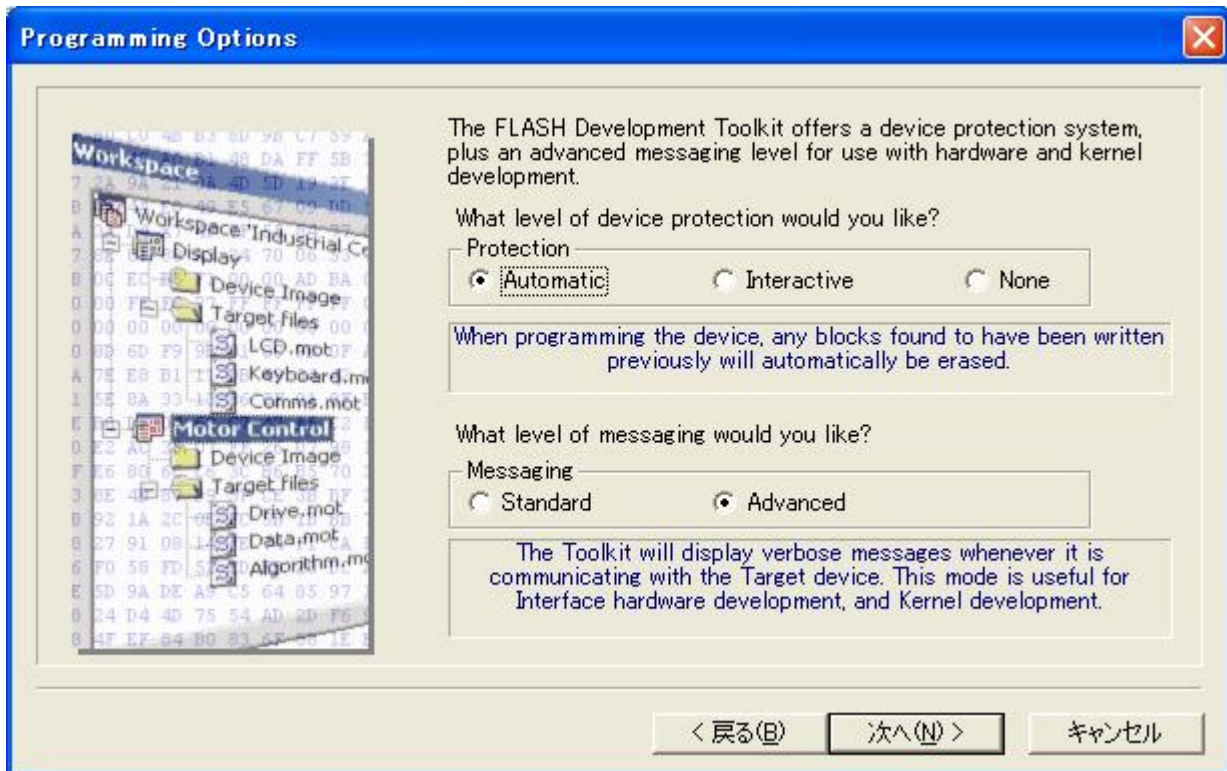 Programming Options
Workspace
Workspace 'Industrial Co
Display
Device Image
Target files
LCD.mot
Keyboard.mo
Comms.mot
Motor Control
Device Image
Target files
Drive.mot
Data.mot
Algorithm.mo
The FLASH Development Toolkit offers a device protection system,
plus an advanced messaging level for use with hardware and kernel
development.
What level of device protection would you like?
Protection
Automatic Interactive None
When programming the device, any blocks found to have been written
previously will automatically be erased.
What level of messaging would you like?
Messaging
Standard Advanced
The Toolkit will display verbose messages whenever it is
communicating with the Target device. This mode is useful for
Interface hardware development, and Kernel development.
< 戻る(B) 次へ(N) > キャンセル